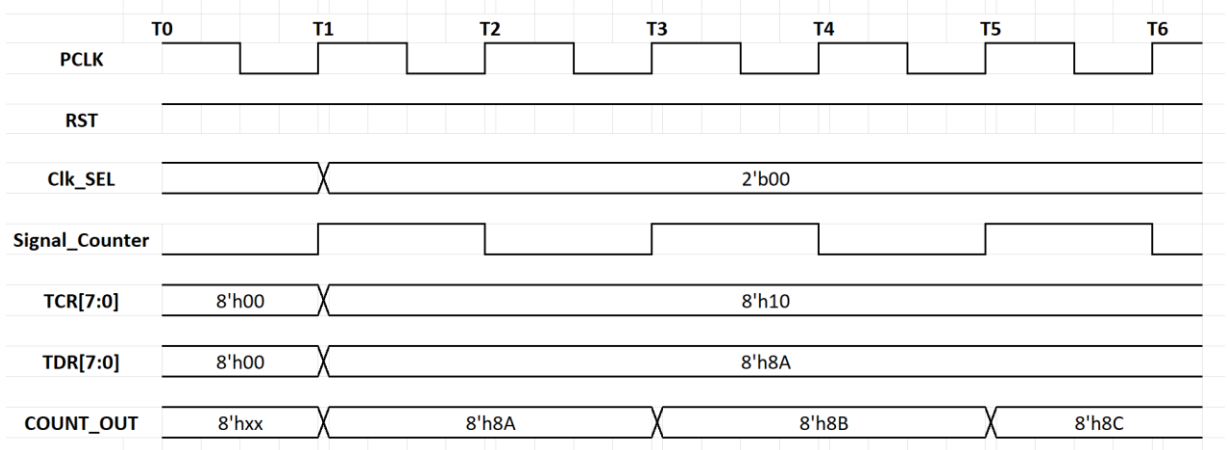 T0 T1 T2 T3 T4 T5 T6
PCLK
RST
Clk_SEL 2'b00
Signal_Counter
TCR[7:0] 8'h00 8'h10
TDR[7:0] 8'h00 8'h8A
COUNT_OUT 8'hxx 8'h8A 8'h8B 8'h8C